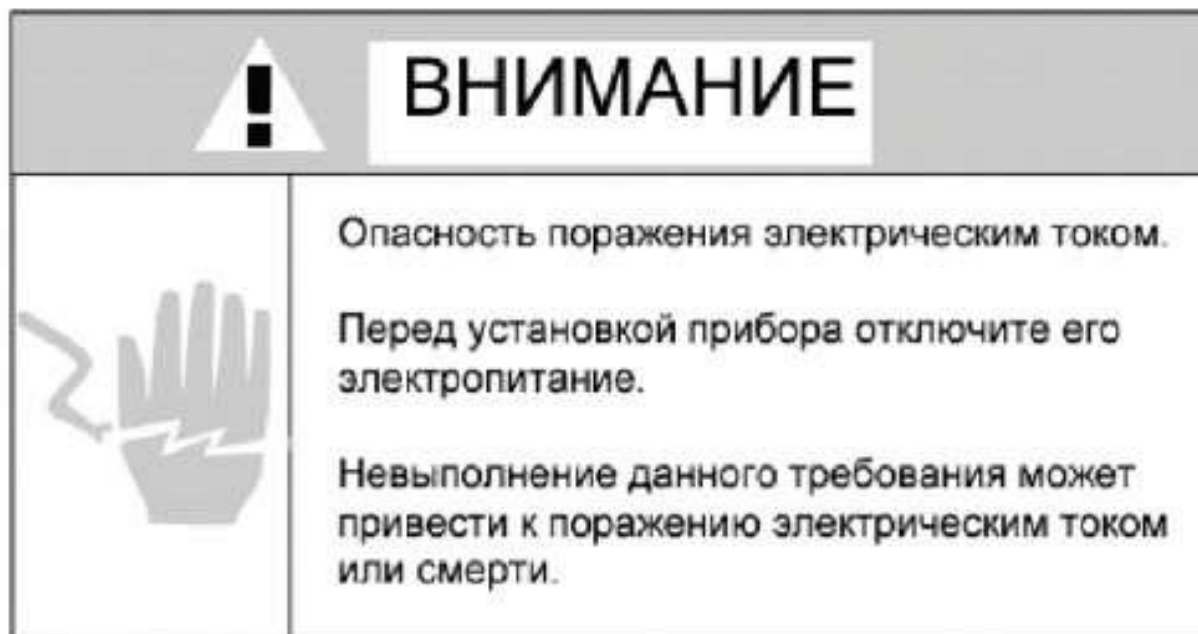 ВНИМАНИЕ
Опасность поражения электрическим током.
Перед установкой прибора отключите его
электропитание.
Невыполнение данного требования может
привести к поражению электрическим током
или смерти.